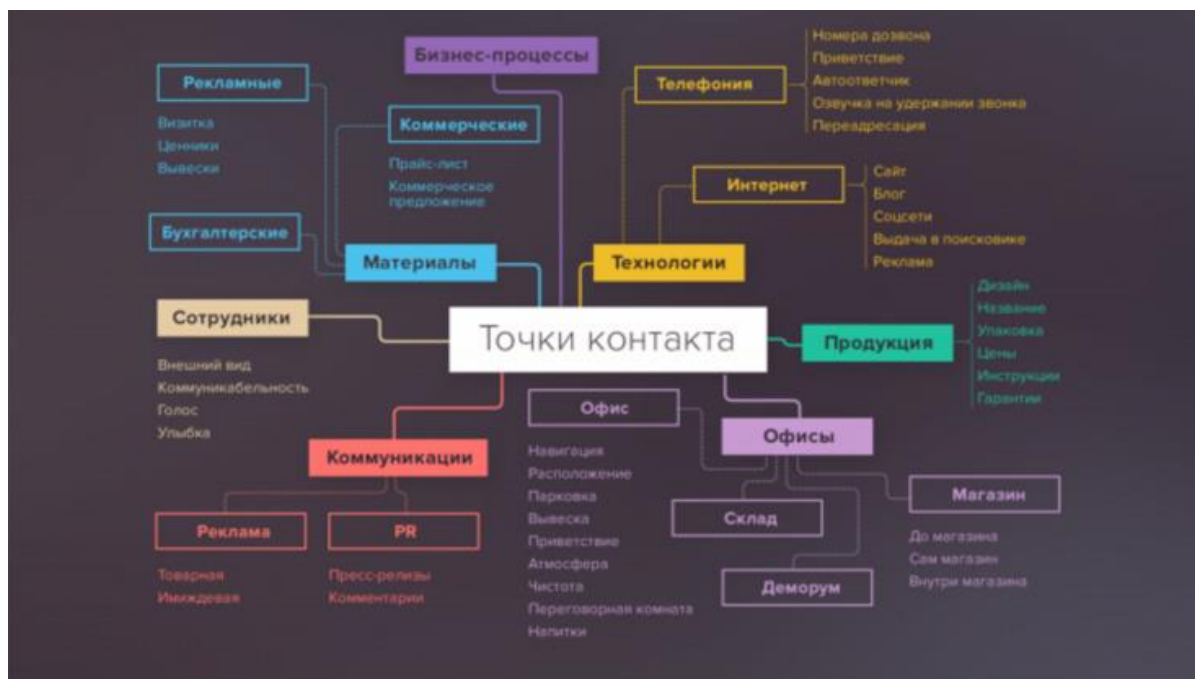 Бизнес-процессы
Рекламные
Визитка
Ценники
Вывески
Коммерческие
Прайс-лист
Коммерческое
предложение
Бухгалтерские
Материалы
Телефония
Номера дозвона
Приветствие
Автоответчик
Озвучка на удержании звонка
Переадресация
Интернет
Сайт
Блог
Соцсети
Выдача в поисковике
Реклама
Технологии
Сотрудники
Внешний вид
Коммуникабельность
Голос
Улыбка
Точки контакта
Продукция
Дизайн
Название
Упаковка
Цены
Инструкции
Гарантии
Коммуникации
Реклама
Товарная
Имиджевая
PR
Пресс-релизы
Комментарии
Офис
Навигация
Расположение
Парковка
Вывеска
Приветствие
Атмосфера
Чистота
Переговорная комната
Напитки
Офисы
Склад
Деморум
Магазин
До магазина
Сам магазин
Внутри магазина